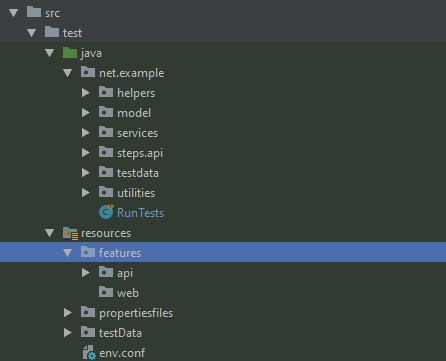 src
test
java
net.example
helpers
model
services
steps.api
testdata
utilities
RunTests
resources
features
api
web
propertiesfiles
testData
env.conf